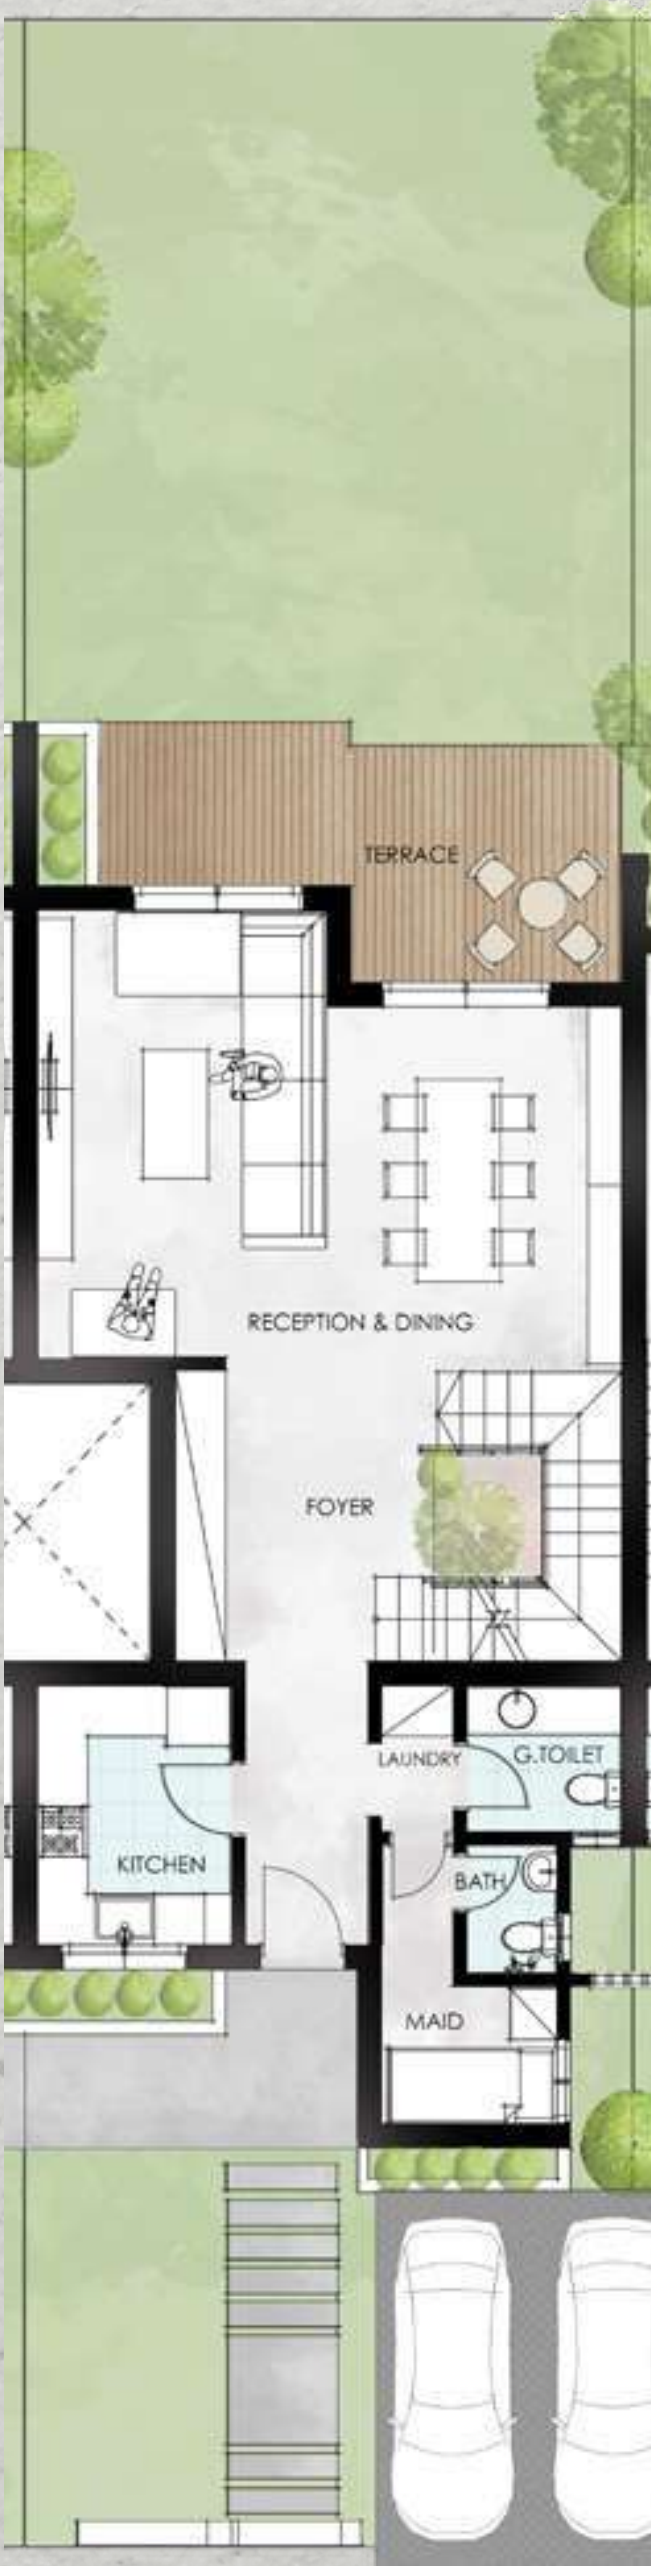 TERRACE
RECEPTION & DINING
FOYER
LAUNDRY
G.TOILET
KITCHEN
BATH
MAID